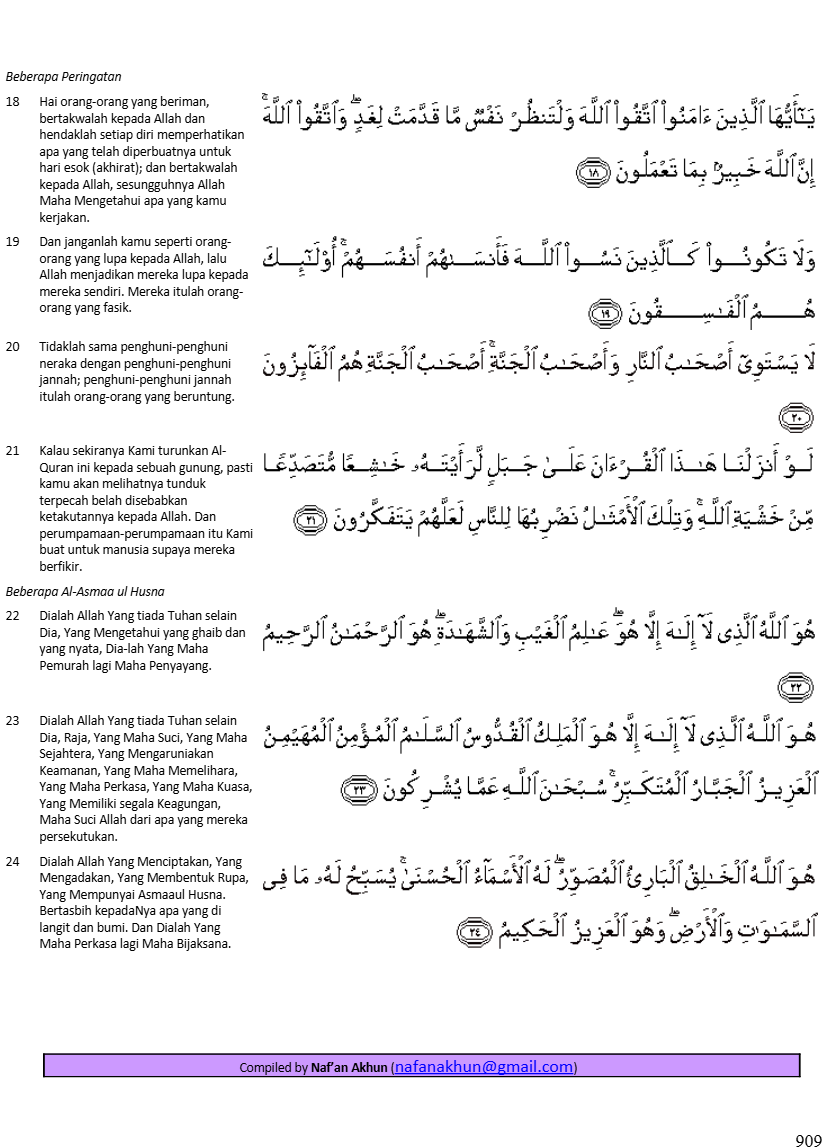 Beberapa Peringatan
18 Hai orang-orang yang beriman,
bertakwalah kepada Allah dan
hendaklah setiap diri memperhatikan
apa yang telah diperbuatnya untuk
hari esok (akhirat); dan bertakwalah
kepada Allah, sesungguhnya Allah
Maha Mengetahui apa yang kamu
kerjakan.
يَـٰٓأَيُّهَا ٱلَّذِينَ ءَامَنُوا۟ ٱتَّقُوا۟ ٱللَّهَ وَلْتَنظُرْ نَفْسٌ مَّا قَدَّمَتْ لِغَدٍ ۖ وَٱتَّقُوا۟ ٱللَّهَ ۚ
إِنَّ ٱللَّهَ خَبِيرٌۢ بِمَا تَعْمَلُونَ ١٨
19 Dan janganlah kamu seperti orang-
orang yang lupa kepada Allah, lalu
Allah menjadikan mereka lupa kepada
mereka sendiri. Mereka itulah orang-
orang yang fasik.
وَلَا تَكُونُوا۟ كَٱلَّذِينَ نَسُوا۟ ٱللَّهَ فَأَنسَىٰهُمْ أَنفُسَهُمْ ۚ أُو۟لَـٰٓئِكَ
هُمُ ٱلْفَـٰسِقُونَ ١٩
20 Tidaklah sama penghuni-penghuni
neraka dengan penghuni-penghuni
jannah; penghuni-penghuni jannah
itulah orang-orang yang beruntung.
لَا يَسْتَوِىٓ أَصْحَـٰبُ ٱلنَّارِ وَأَصْحَـٰبُ ٱلْجَنَّةِ ۚ أَصْحَـٰبُ ٱلْجَنَّةِ هُمُ ٱلْفَآئِزُونَ
٢٠
21 Kalau sekiranya Kami turunkan Al-
Quran ini kepada sebuah gunung, pasti
kamu akan melihatnya tunduk
terpecah belah disebabkan
ketakutannya kepada Allah. Dan
perumpamaan-perumpamaan itu Kami
buat untuk manusia supaya mereka
berfikir.
لَوْ أَنزَلْنَا هَـٰذَا ٱلْقُرْءَانَ عَلَىٰ جَبَلٍ لَّرَأَيْتَهُۥ خَـٰشِعًا مُّتَصَدِّعًا
مِّنْ خَشْيَةِ ٱللَّهِ ۚ وَتِلْكَ ٱلْأَمْثَـٰلُ نَضْرِبُهَا لِلنَّاسِ لَعَلَّهُمْ يَتَفَكَّرُونَ ٢١
Beberapa Al-Asmaa ul Husna
22 Dialah Allah Yang tiada Tuhan selain
Dia, Yang Mengetahui yang ghaib dan
yang nyata, Dia-lah Yang Maha
Pemurah lagi Maha Penyayang.
هُوَ ٱللَّهُ ٱلَّذِى لَآ إِلَـٰهَ إِلَّا هُوَ ۖ عَـٰلِمُ ٱلْغَيْبِ وَٱلشَّهَـٰدَةِ ۖ هُوَ ٱلرَّحْمَـٰنُ ٱلرَّحِيمُ
٢٢
23 Dialah Allah Yang tiada Tuhan selain
Dia, Raja, Yang Maha Suci, Yang Maha
Sejahtera, Yang Mengaruniakan
Keamanan, Yang Maha Memelihara,
Yang Maha Perkasa, Yang Maha Kuasa,
Yang Memiliki segala Keagungan,
Maha Suci Allah dari apa yang mereka
persekutukan.
هُوَ ٱللَّهُ ٱلَّذِى لَآ إِلَـٰهَ إِلَّا هُوَ ٱلْمَلِكُ ٱلْقُدُّوسُ ٱلسَّلَـٰمُ ٱلْمُؤْمِنُ ٱلْمُهَيْمِنُ
ٱلْعَزِيزُ ٱلْجَبَّارُ ٱلْمُتَكَبِّرُ ۚ سُبْحَـٰنَ ٱللَّهِ عَمَّا يُشْرِكُونَ ٢٣
24 Dialah Allah Yang Menciptakan, Yang
Mengadakan, Yang Membentuk Rupa,
Yang Mempunyai Asmaaul Husna.
Bertasbih kepadaNya apa yang di
langit dan bumi. Dan Dialah Yang
Maha Perkasa lagi Maha Bijaksana.
هُوَ ٱللَّهُ ٱلْخَـٰلِقُ ٱلْبَارِئُ ٱلْمُصَوِّرُ ۖ لَهُ ٱلْأَسْمَآءُ ٱلْحُسْنَىٰ ۚ يُسَبِّحُ لَهُۥ مَا فِى
ٱلسَّمَـٰوَٰتِ وَٱلْأَرْضِ ۖ وَهُوَ ٱلْعَزِيزُ ٱلْحَكِيمُ ٢٤
Compiled by Naf’an Akhun (nafanakhun@gmail.com)
909